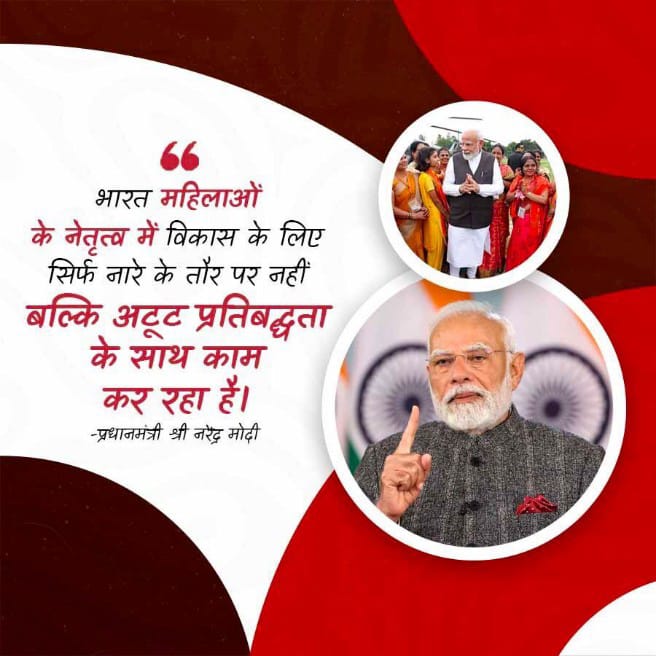 भारत महिलाओं
के नेतृत्व में विकास के लिए
सिर्फ नारे के तौर पर नहीं
बल्कि अटूट प्रतिबद्धता
के साथ काम
कर रहा है।
-प्रधानमंत्री श्री नरेंद्र मोदी